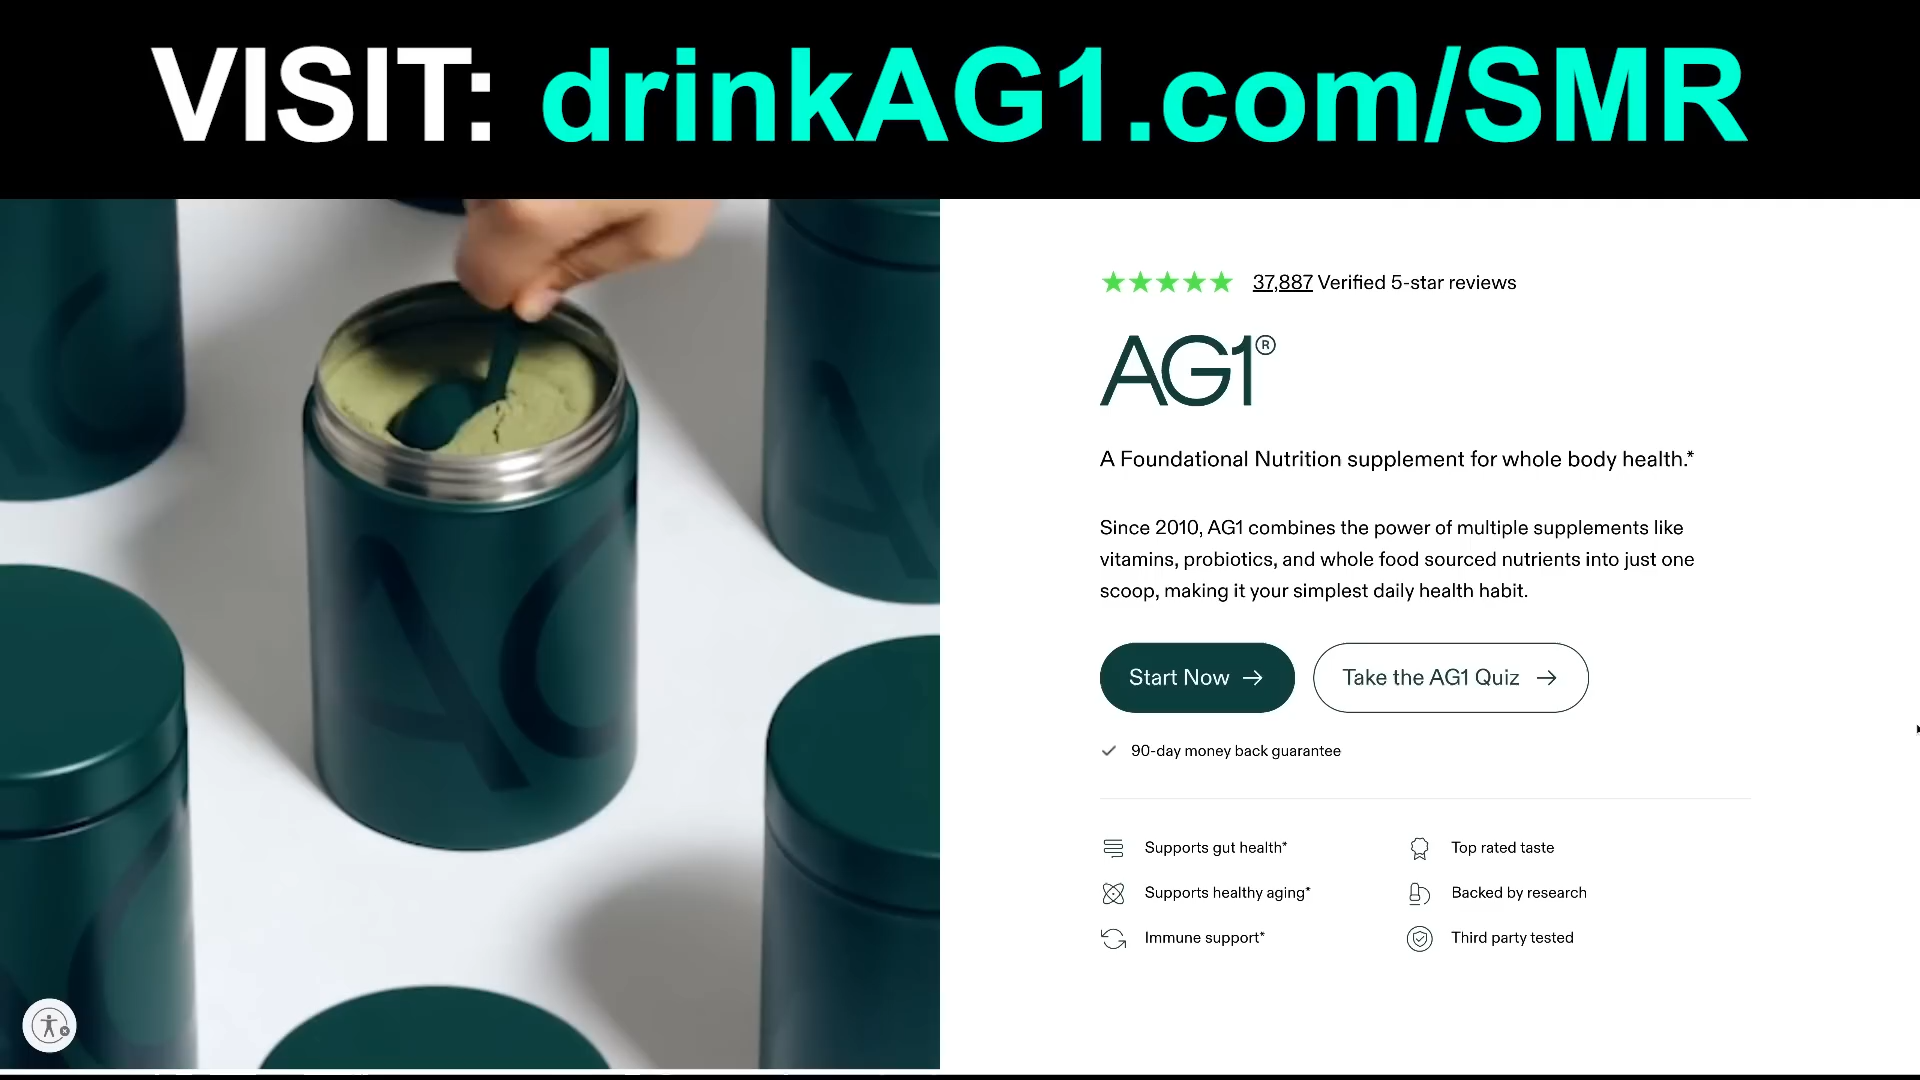 VISIT: drinkAG1.com/SMR
37,887 Verified 5-star reviews
AG1®
A Foundational Nutrition supplement for whole body health.*
Since 2010, AG1 combines the power of multiple supplements like
vitamins, probiotics, and whole food sourced nutrients into just one
scoop, making it your simplest daily health habit.
Start Now →
Take the AG1 Quiz →
90-day money back guarantee
Supports gut health*
Top rated taste
Supports healthy aging*
Backed by research
Immune support*
Third party tested
AG